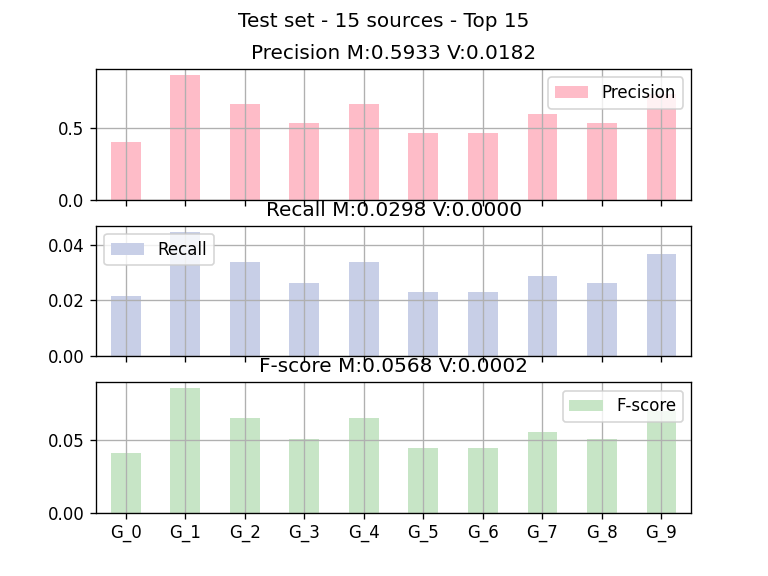 Test set - 15 sources - Top 15
Precision M:0.5933 V:0.0182
Precision
0.5
0.0
Recall M:0.0298 V:0.0000
Recall
0.04
0.02
0.00
F-score M:0.0568 V:0.0002
F-score
0.05
0.00
G_0 G_1 G_2 G_3 G_4 G_5 G_6 G_7 G_8 G_9